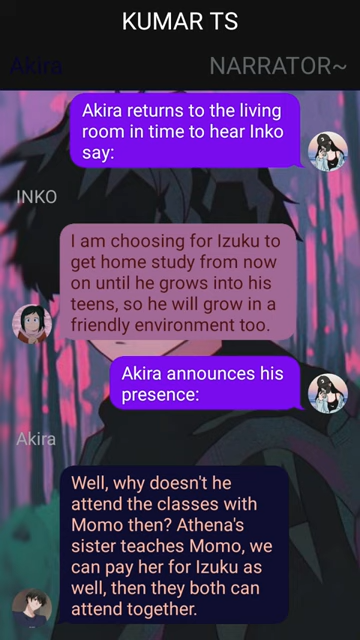 KUMAR TS
Akira
NARRATOR~
Akira returns to the living
room in time to hear Inko
say:
INKO
I am choosing for Izuku to
get home study from now
on until he grows into his
teens, so he will grow in a
friendly environment too.
Akira announces his
presence:
Akira
Well, why doesn't he
attend the classes with
Momo then? Athena's
sister teaches Momo, we
can pay her for Izuku as
well, then they both can
attend together.